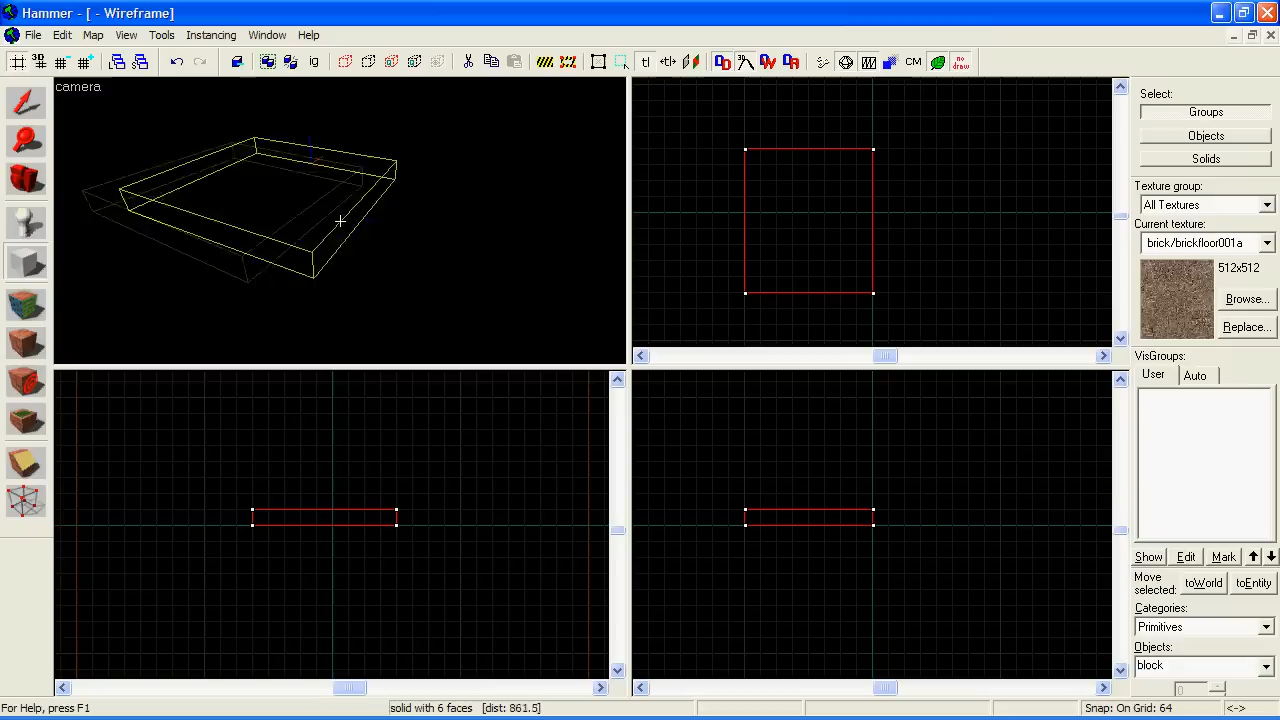 Hammer - [ - Wireframe]
File Edit Map View Tools Instancing Window Help
camera
Select:
Groups
Objects
Solids
Texture group:
All Textures
Current texture:
brick/brickfloor001a
512x512
Browse...
Replace...
VisGroups:
User Auto
Show Edit Mark
Move selected:
toWorld toEntity
Categories:
Primitives
Objects:
block
0
For Help, press F1 solid with 6 faces [dist: 861.5] Snap: On Grid: 64 <->